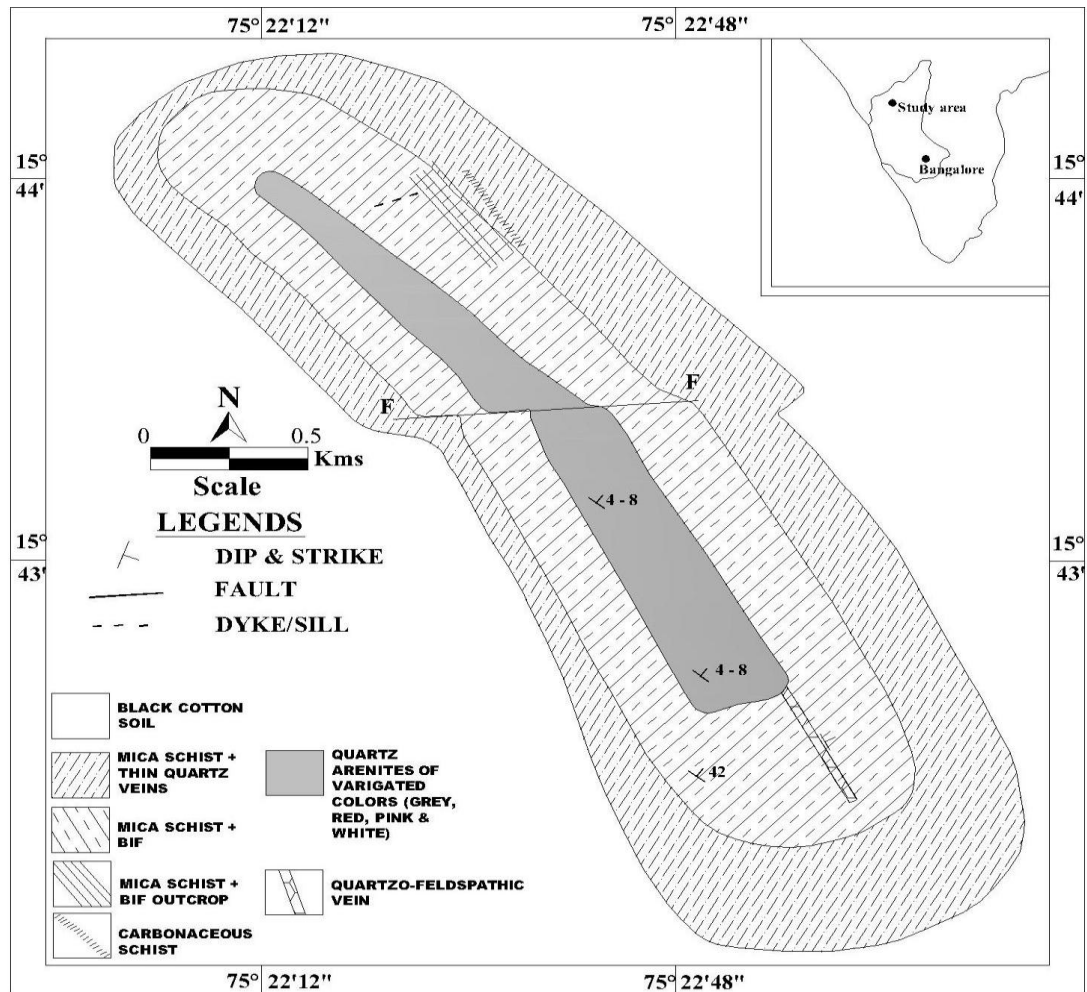 75° 22'12"
75° 22'48"
Study area
Bangalore
15°
44'
15°
44'
F
F
N
0
0.5
Kms
Scale
4 - 8
LEGENDS
DIP & STRIKE
FAULT
DYKE/SILL
15°
43'
15°
43'
4 - 8
42
BLACK COTTON
SOIL
MICA SCHIST +
THIN QUARTZ
VEINS
MICA SCHIST +
BIF
MICA SCHIST +
BIF OUTCROP
CARBONACEOUS
SCHIST
QUARTZ
ARENITES OF
VARIGATED
COLORS (GREY,
RED, PINK &
WHITE)
QUARTZO-FELDSPATHIC
VEIN
75° 22'12"
75° 22'48"